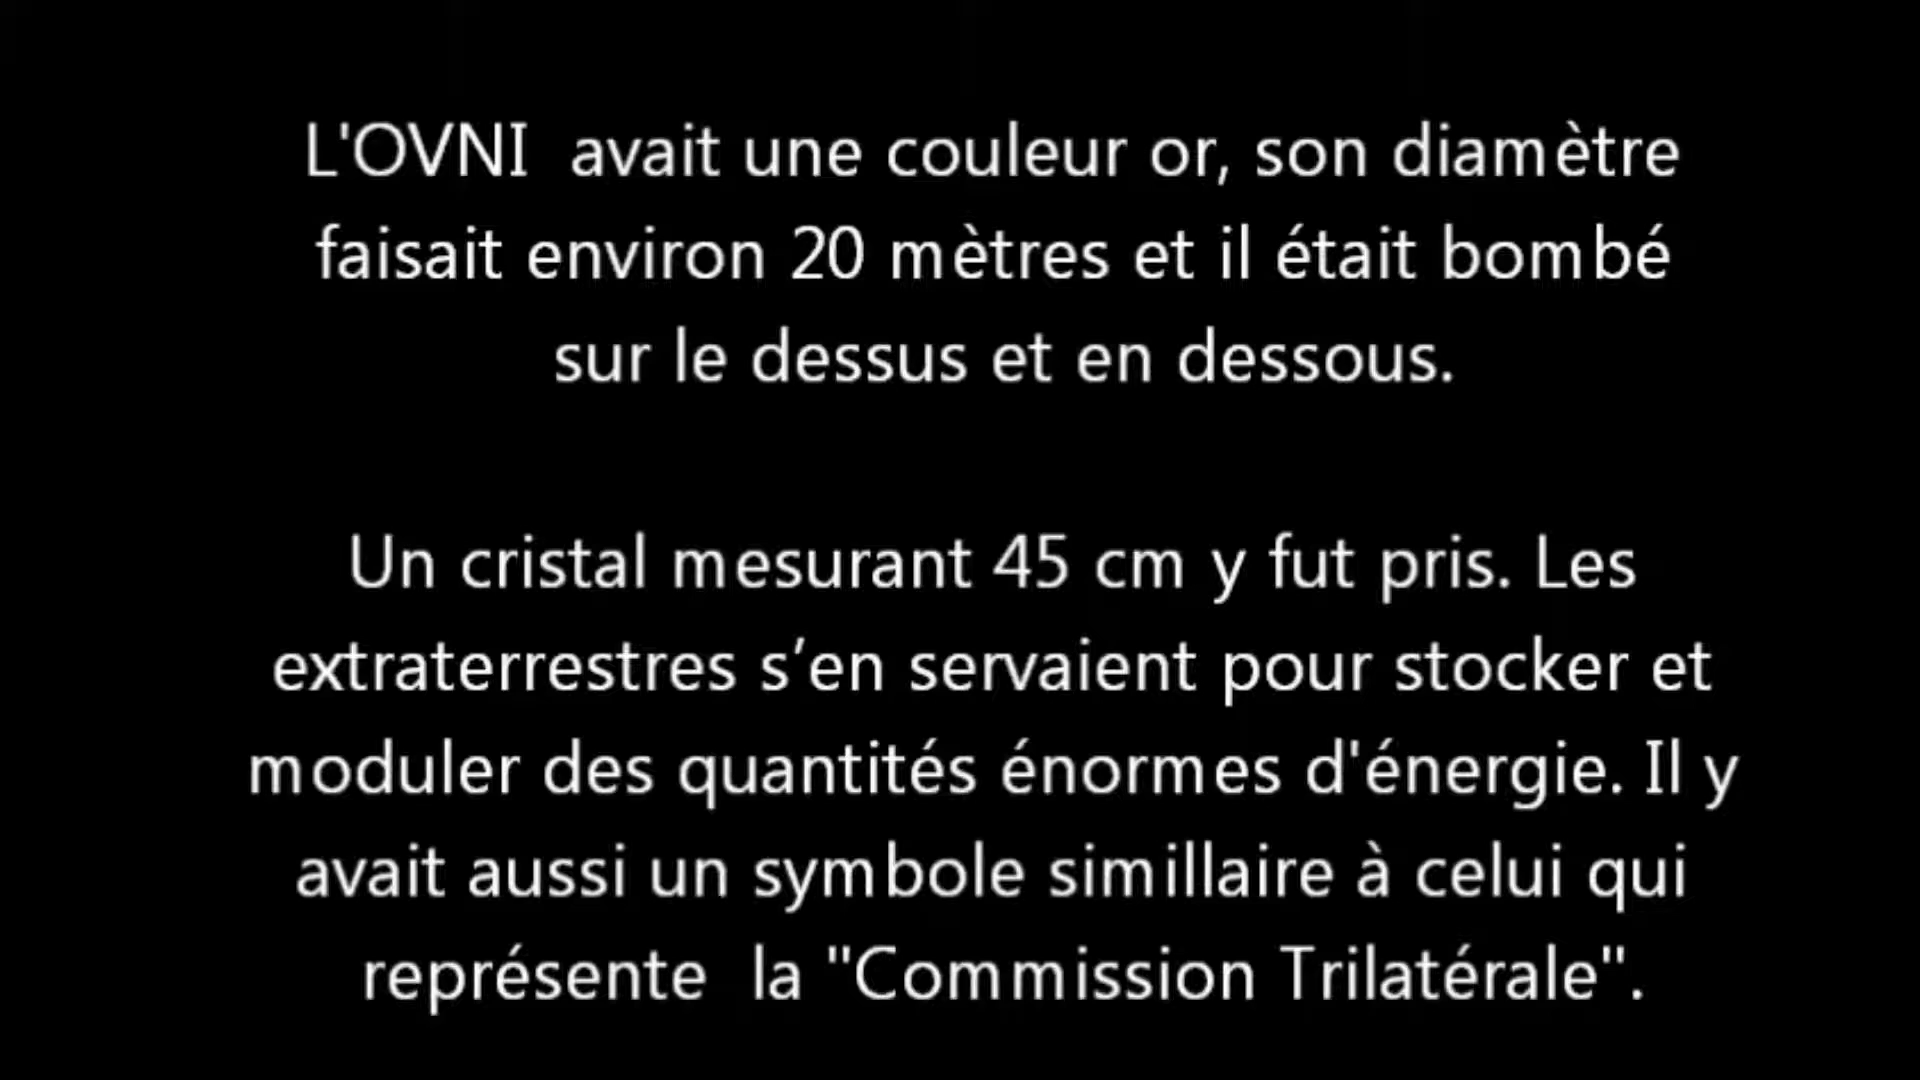 L'OVNI  avait une couleur or, son diamètre
faisait environ 20 mètres et il était bombé
sur le dessus et en dessous.
Un cristal mesurant 45 cm y fut pris. Les
extraterrestres s’en servaient pour stocker et
moduler des quantités énormes d'énergie. Il y
avait aussi un symbole simillaire à celui qui
représente  la "Commission Trilatérale".